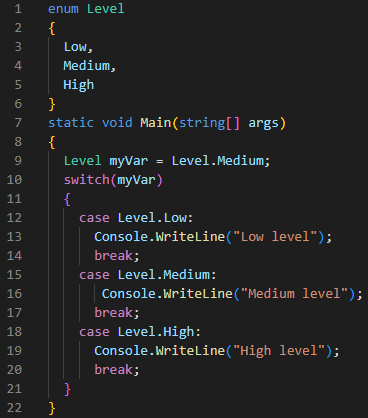 1 enum Level
2 {
3   Low,
4   Medium,
5   High
6 }
7 static void Main(string[] args)
8 {
9   Level myVar = Level.Medium;
10   switch(myVar)
11   {
12     case Level.Low:
13       Console.WriteLine("Low level");
14       break;
15     case Level.Medium:
16        Console.WriteLine("Medium level");
17       break;
18     case Level.High:
19       Console.WriteLine("High level");
20       break;
21   }
22 }